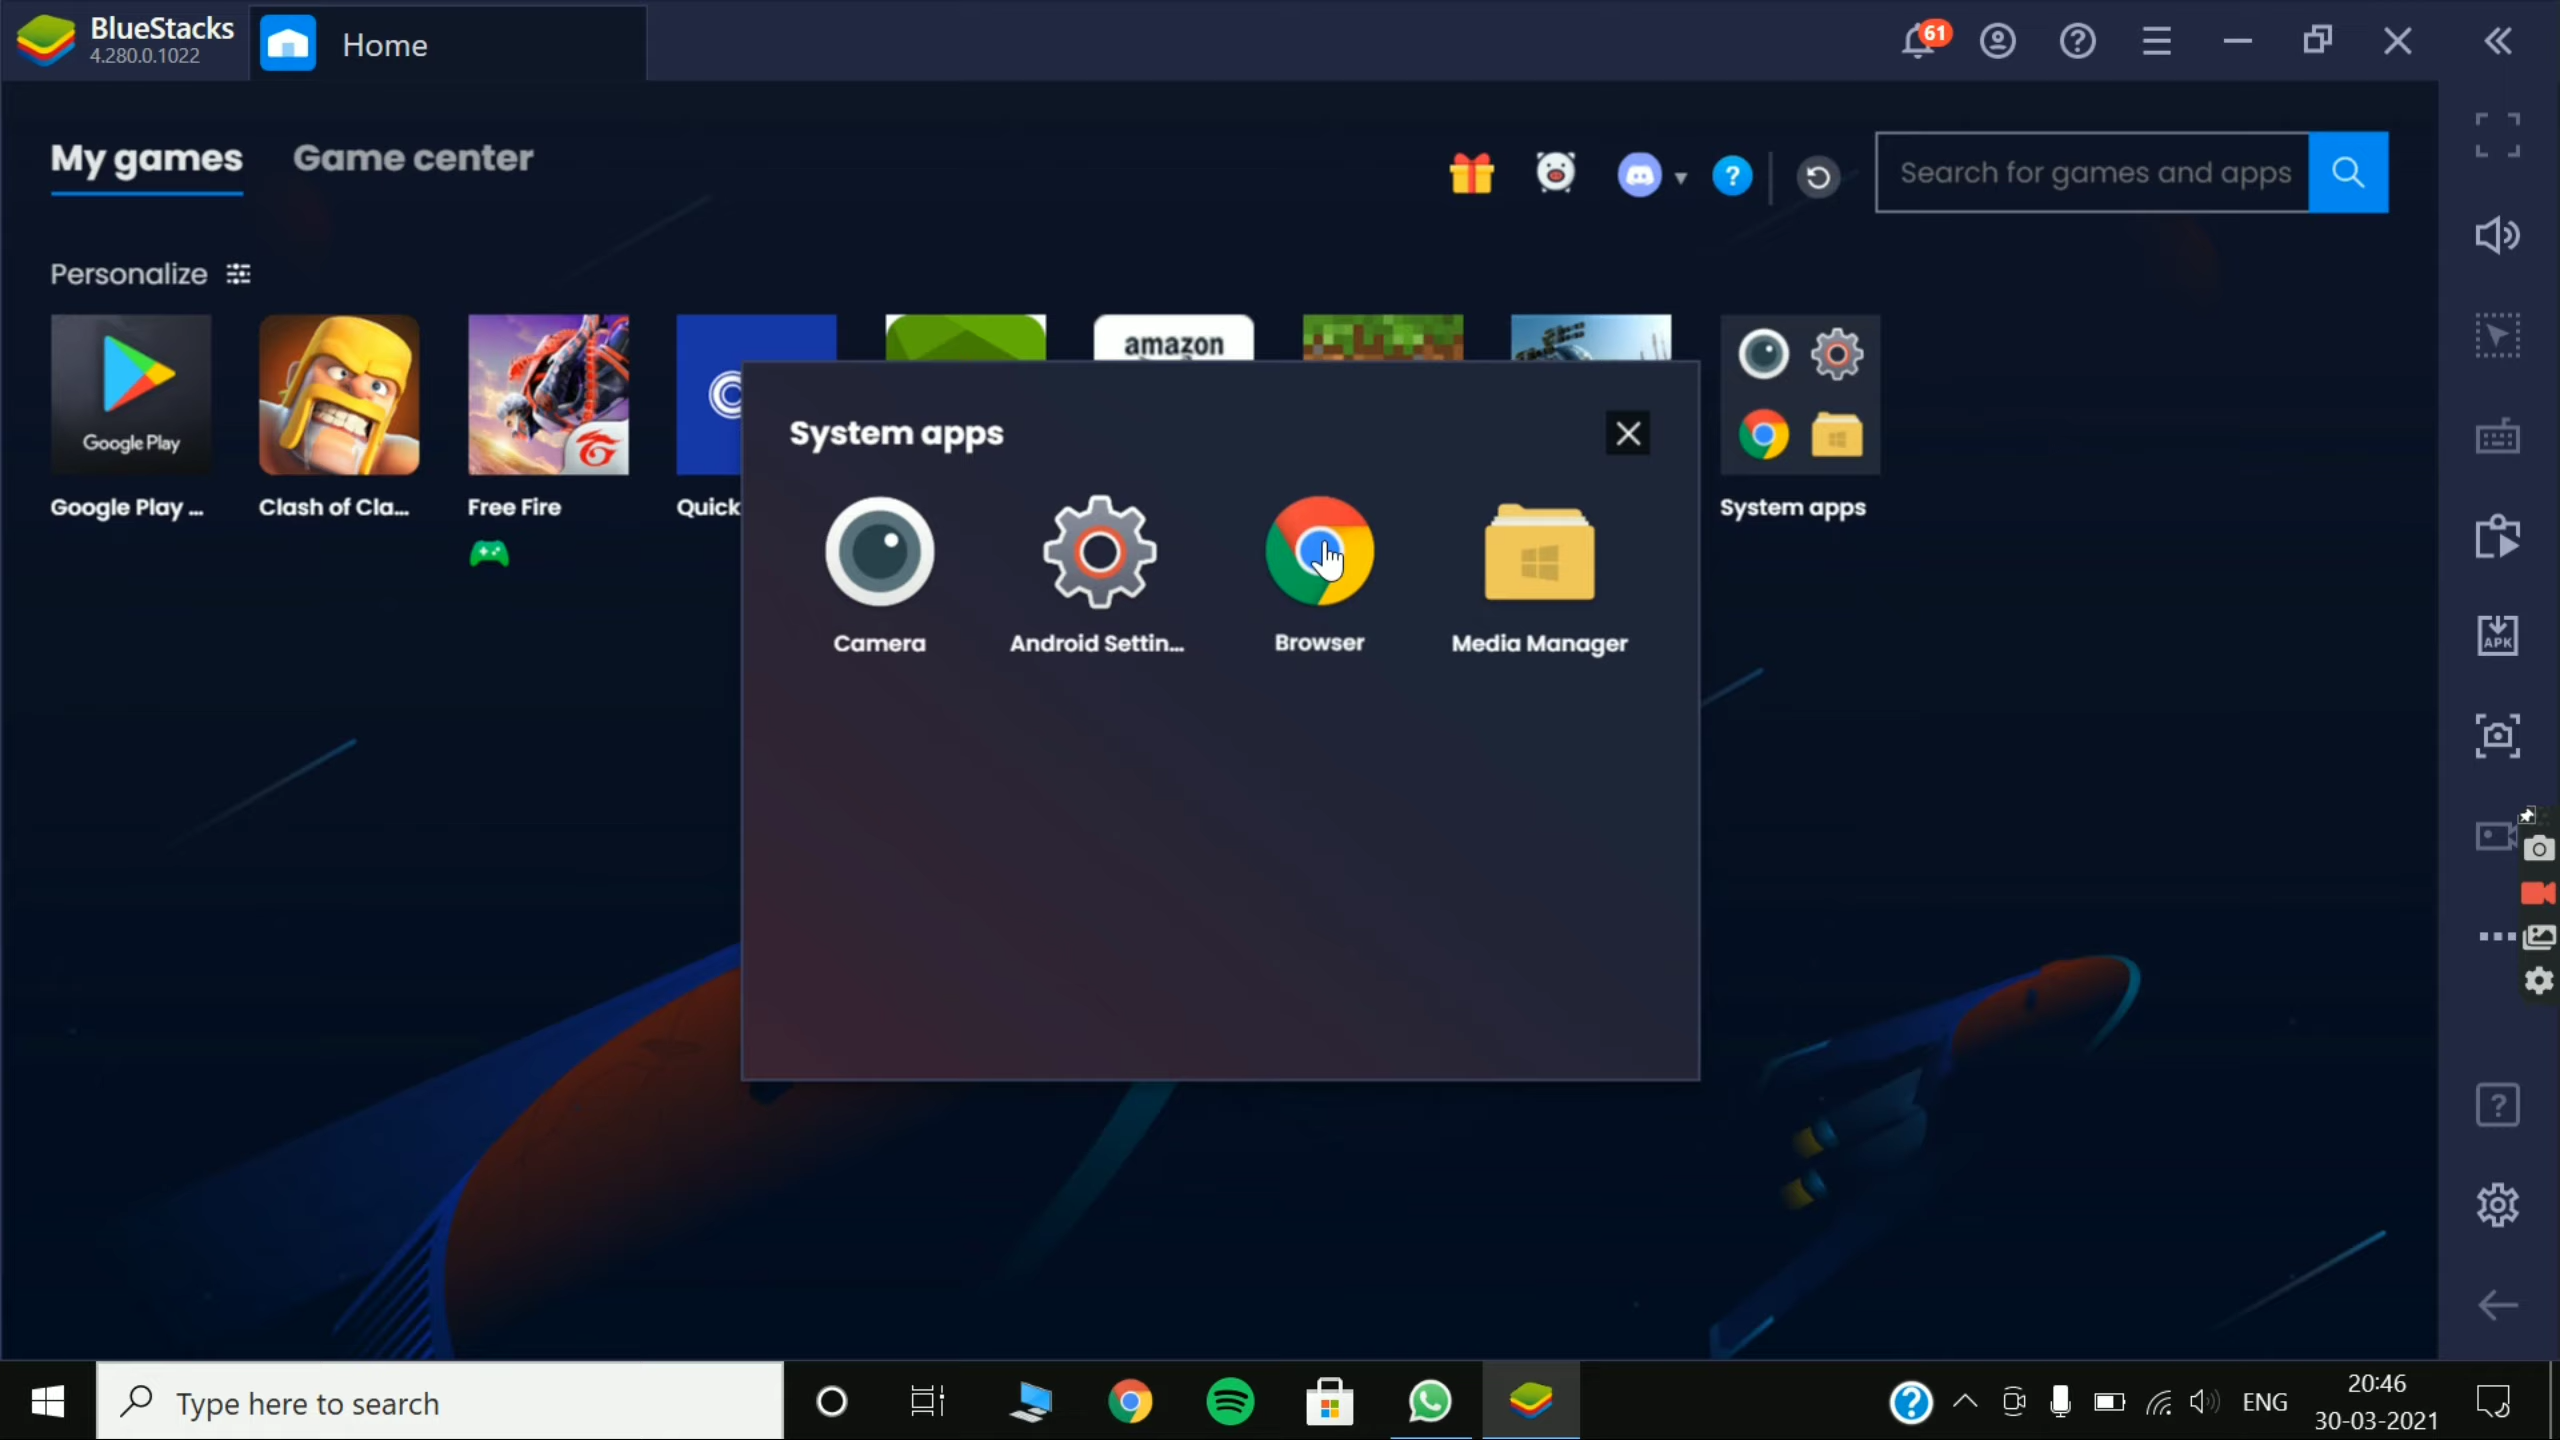 BlueStacks
4.280.0.1022
Home
61
My games
Game center
Search for games and apps
Personalize
Google Play
amazon
Google Play ...
Clash of Cla...
Free Fire
Quick
System apps
System apps
Camera
Android Settin...
Browser
Media Manager
APK
Type here to search
ENG
20:46
30-03-2021